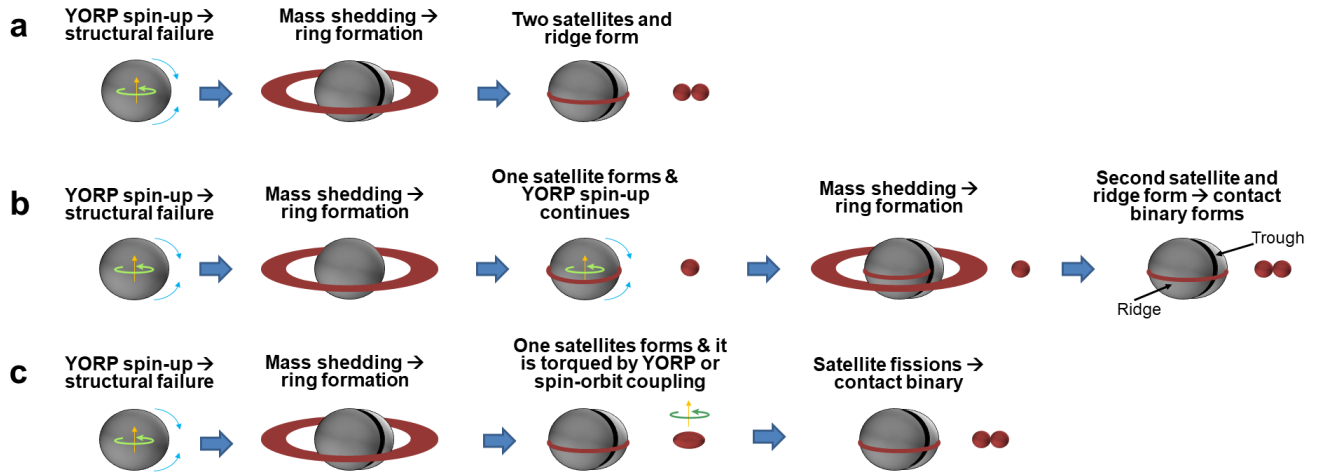 a
YORP spin-up →
structural failure
Mass shedding →
ring formation
Two satellites and
ridge form
b
YORP spin-up →
structural failure
Mass shedding →
ring formation
One satellite forms &
YORP spin-up
continues
Mass shedding →
ring formation
Second satellite and
ridge form → contact
binary forms
Trough
Ridge
c
YORP spin-up →
structural failure
Mass shedding →
ring formation
One satellites forms & it
is torqued by YORP or
spin-orbit coupling
Satellite fissions →
contact binary